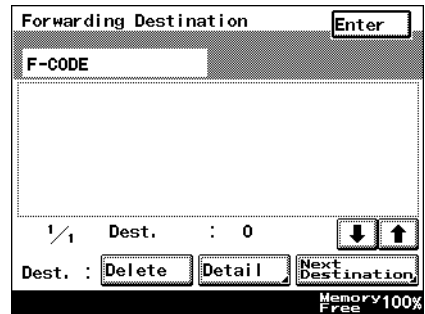 Forwarding Destination Enter
F-CODE
1/1 Dest. : 0
Dest. : Delete Detail Next Destination
Memory Free 100%